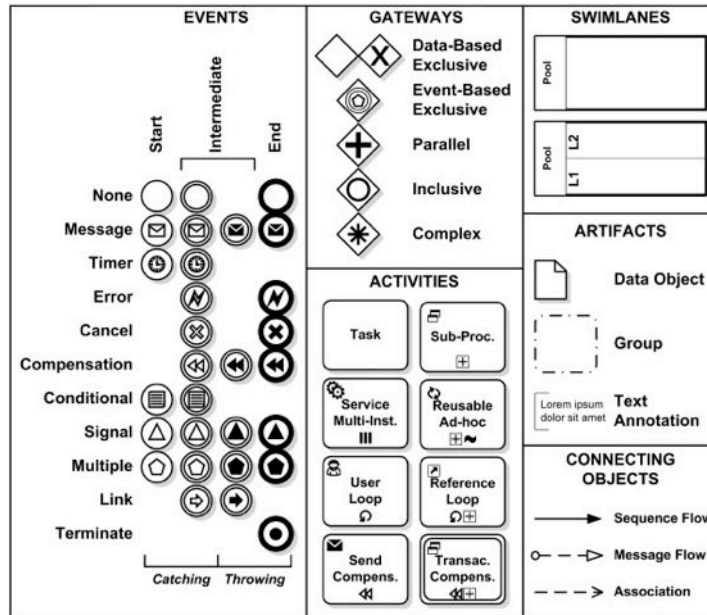 EVENTS
Start
Intermediate
End
None
Message
Timer
Error
Cancel
Compensation
Conditional
Signal
Multiple
Link
Terminate
Catching
Throwing
GATEWAYS
Data-Based
Exclusive
Event-Based
Exclusive
Parallel
Inclusive
Complex
ACTIVITIES
Task
Sub-Proc.
Service
Multi-Inst.
Reusable
Ad-hoc
User
Loop
Reference
Loop
Send
Compens.
Transac.
Compens.
SWIMLANES
Pool
Pool
L2
L1
ARTIFACTS
Data Object
Group
Lorem ipsum
dolor sit amet
Text
Annotation
CONNECTING
OBJECTS
Sequence Flow
Message Flow
Association